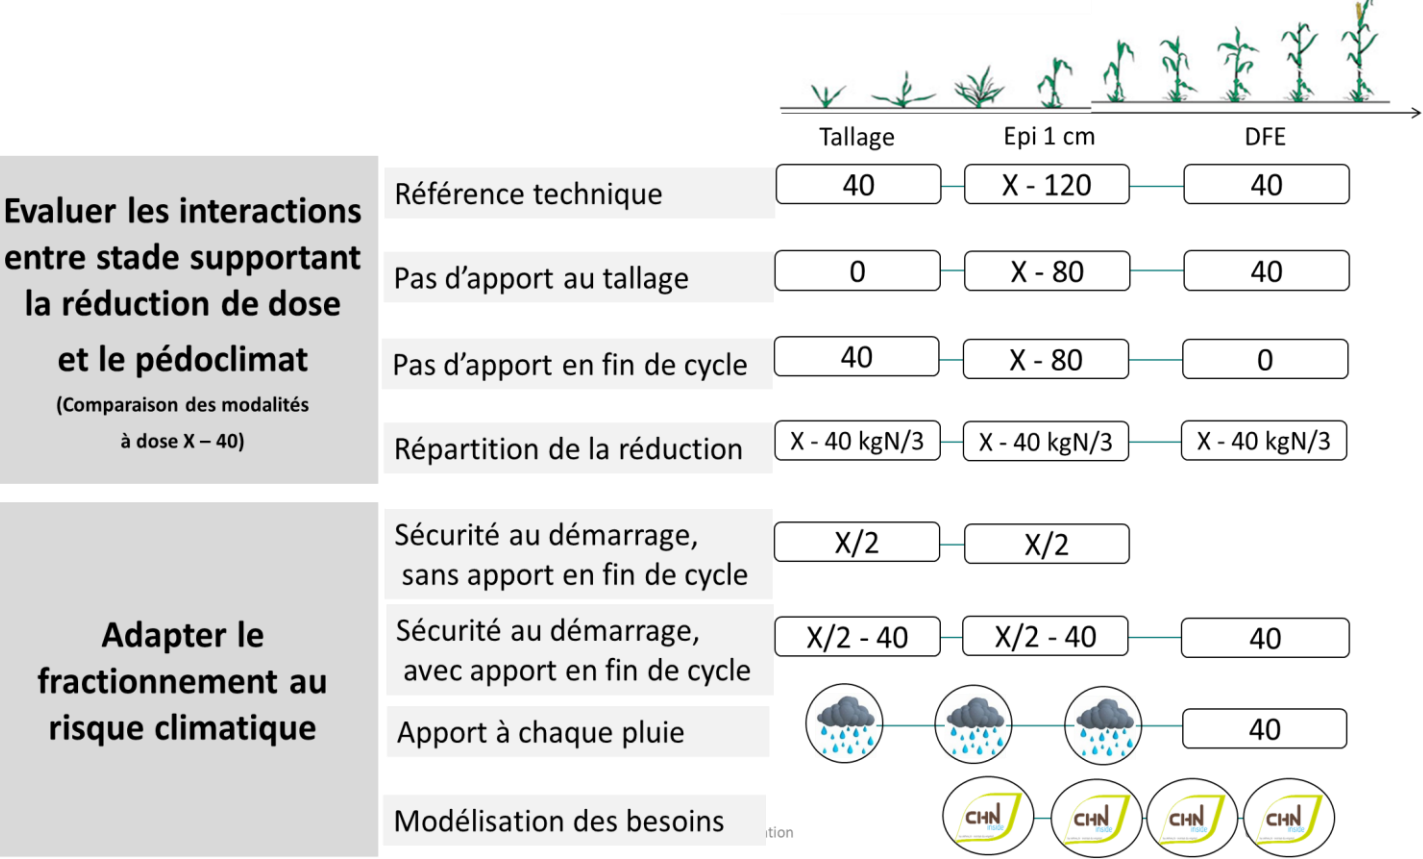 Tallage Epi 1 cm DFE
Evaluer les interactions
entre stade supportant
la réduction de dose
et le pédoclimat
(Comparaison des modalités
à dose X – 40)
Référence technique 40 X - 120 40
Pas d’apport au tallage 0 X - 80 40
Pas d’apport en fin de cycle 40 X - 80 0
Répartition de la réduction X - 40 kgN/3 X - 40 kgN/3 X - 40 kgN/3
Adapter le
fractionnement au
risque climatique
Sécurité au démarrage,
sans apport en fin de cycle
X/2 X/2
Sécurité au démarrage,
avec apport en fin de cycle
X/2 - 40 X/2 - 40 40
Apport à chaque pluie 40
Modélisation des besoins
CHN inside CHN inside CHN inside CHN inside